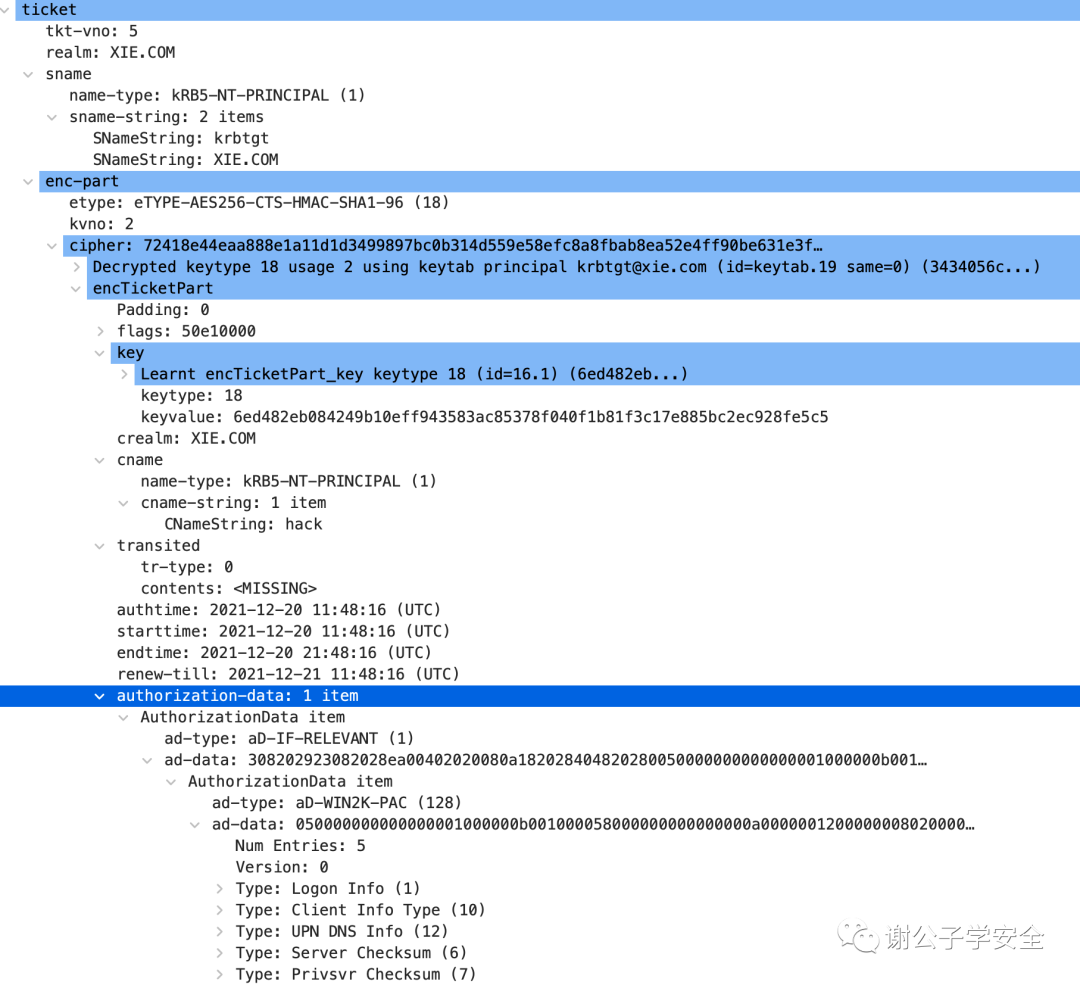 ticket
tkt-vno: 5
realm: XIE.COM
sname
name-type: kRB5-NT-PRINCIPAL (1)
sname-string: 2 items
SNameString: krbtgt
SNameString: XIE.COM
enc-part
etype: eTYPE-AES256-CTS-HMAC-SHA1-96 (18)
kvno: 2
cipher: 72418e44eaa888e1a11d1d3499897bc0b314d559e58efc8a8fbab8ea52e4ff90be631e3f…
Decrypted keytype 18 usage 2 using keytab principal krbtgt@xie.com (id=keytab.19 same=0) (3434056c...)
encTicketPart
Padding: 0
flags: 50e10000
key
Learnt encTicketPart_key keytype 18 (id=16.1) (6ed482eb...)
keytype: 18
keyvalue: 6ed482eb084249b10eff943583ac85378f040f1b81f3c17e885bc2ec928fe5c5
crealm: XIE.COM
cname
name-type: kRB5-NT-PRINCIPAL (1)
cname-string: 1 item
CNameString: hack
transited
tr-type: 0
contents: <MISSING>
authtime: 2021-12-20 11:48:16 (UTC)
starttime: 2021-12-20 11:48:16 (UTC)
endtime: 2021-12-20 21:48:16 (UTC)
renew-till: 2021-12-21 11:48:16 (UTC)
authorization-data: 1 item
AuthorizationData item
ad-type: aD-IF-RELEVANT (1)
ad-data: 308202923082028ea00402020080a182028404820280050000000000000001000000b001…
AuthorizationData item
ad-type: aD-WIN2K-PAC (128)
ad-data: 050000000000000001000000b0010000580000000000000000a0000001200000008020000…
Num Entries: 5
Version: 0
Type: Logon Info (1)
Type: Client Info Type (10)
Type: UPN DNS Info (12)
Type: Server Checksum (6)
Type: Privsvr Checksum (7)
谢公子学安全